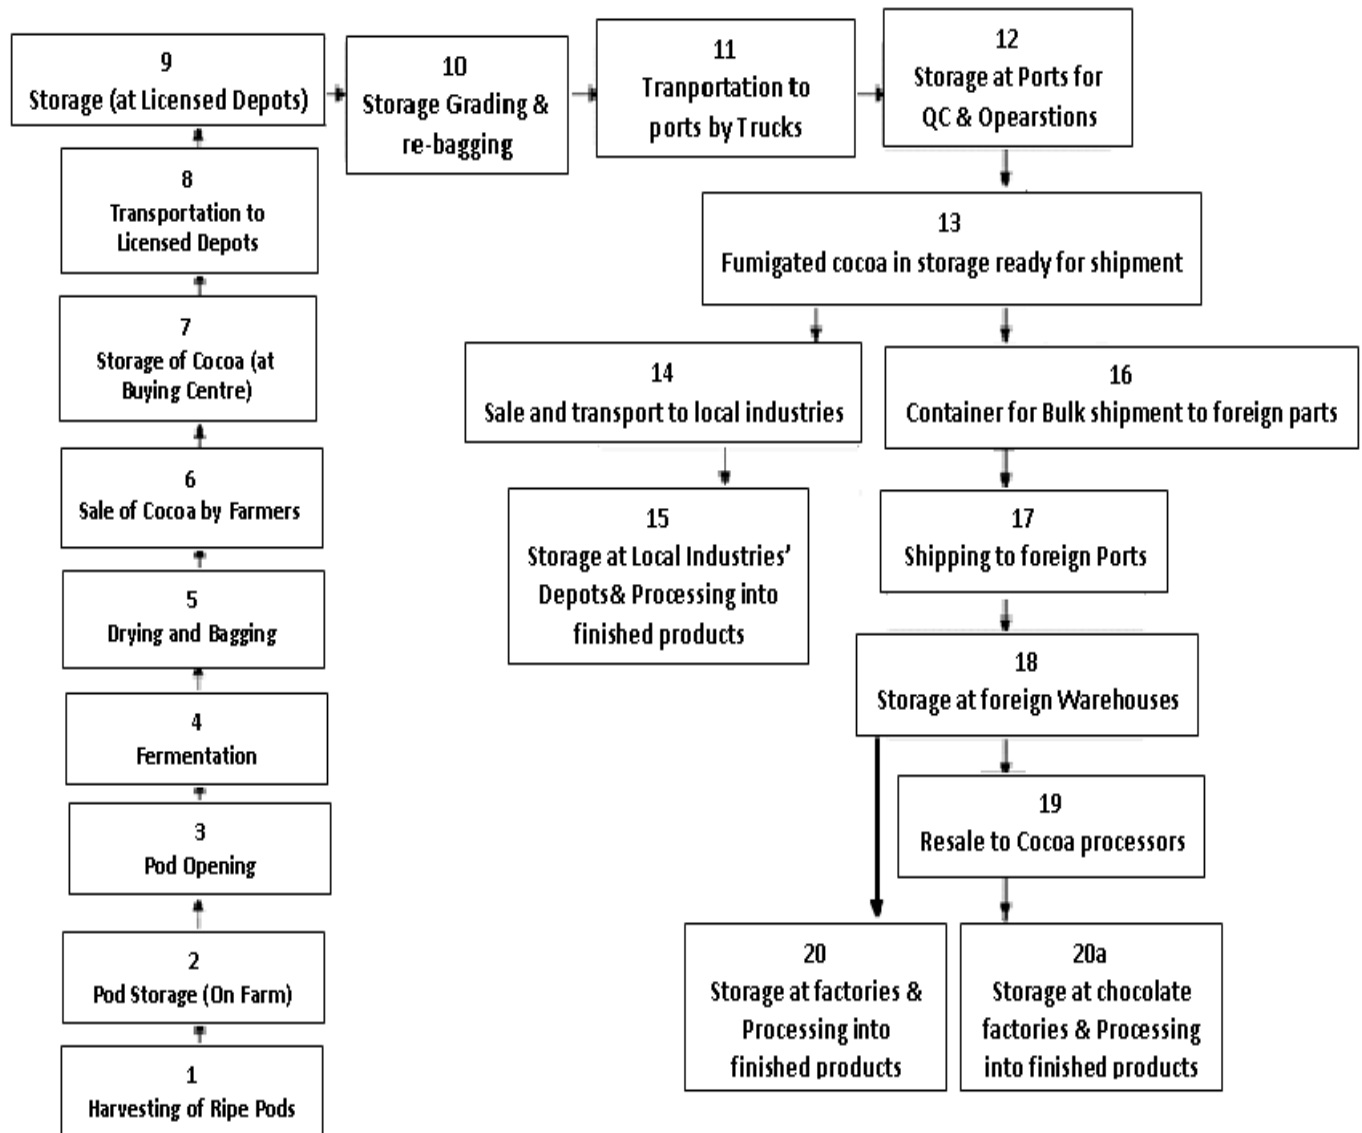 1
Harvesting of Ripe Pods
2
Pod Storage (On Farm)
3
Pod Opening
4
Fermentation
5
Drying and Bagging
6
Sale of Cocoa by Farmers
7
Storage of Cocoa (at
Buying Centre)
8
Transportation to
Licensed Depots
9
Storage (at Licensed Depots)
10
Storage Grading &
re-bagging
11
Tranportation to
ports by Trucks
12
Storage at Ports for
QC & Opearstions
13
Fumigated cocoa in storage ready for shipment
14
Sale and transport to local industries
15
Storage at Local Industries’
Depots& Processing into
finished products
16
Container for Bulk shipment to foreign parts
17
Shipping to foreign Ports
18
Storage at foreign Warehouses
19
Resale to Cocoa processors
20
Storage at factories &
Processing into
finished products
20a
Storage at chocolate
factories & Processing
into finished products